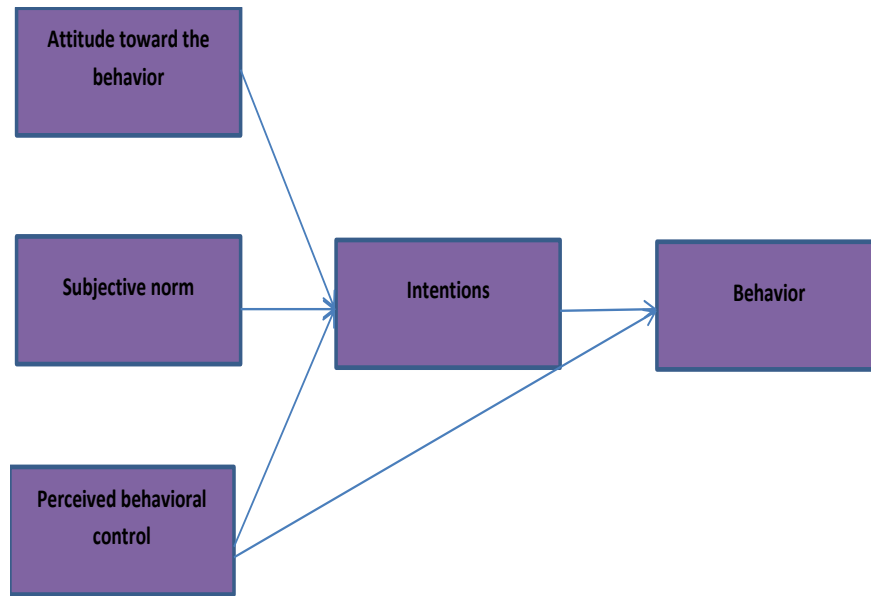 Attitude toward the
behavior
Subjective norm
Intentions
Behavior
Perceived behavioral
control